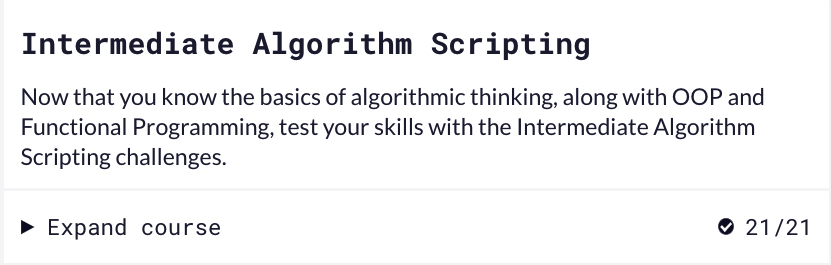 Intermediate Algorithm Scripting
Now that you know the basics of algorithmic thinking, along with OOP and
Functional Programming, test your skills with the Intermediate Algorithm
Scripting challenges.
Expand course 21/21